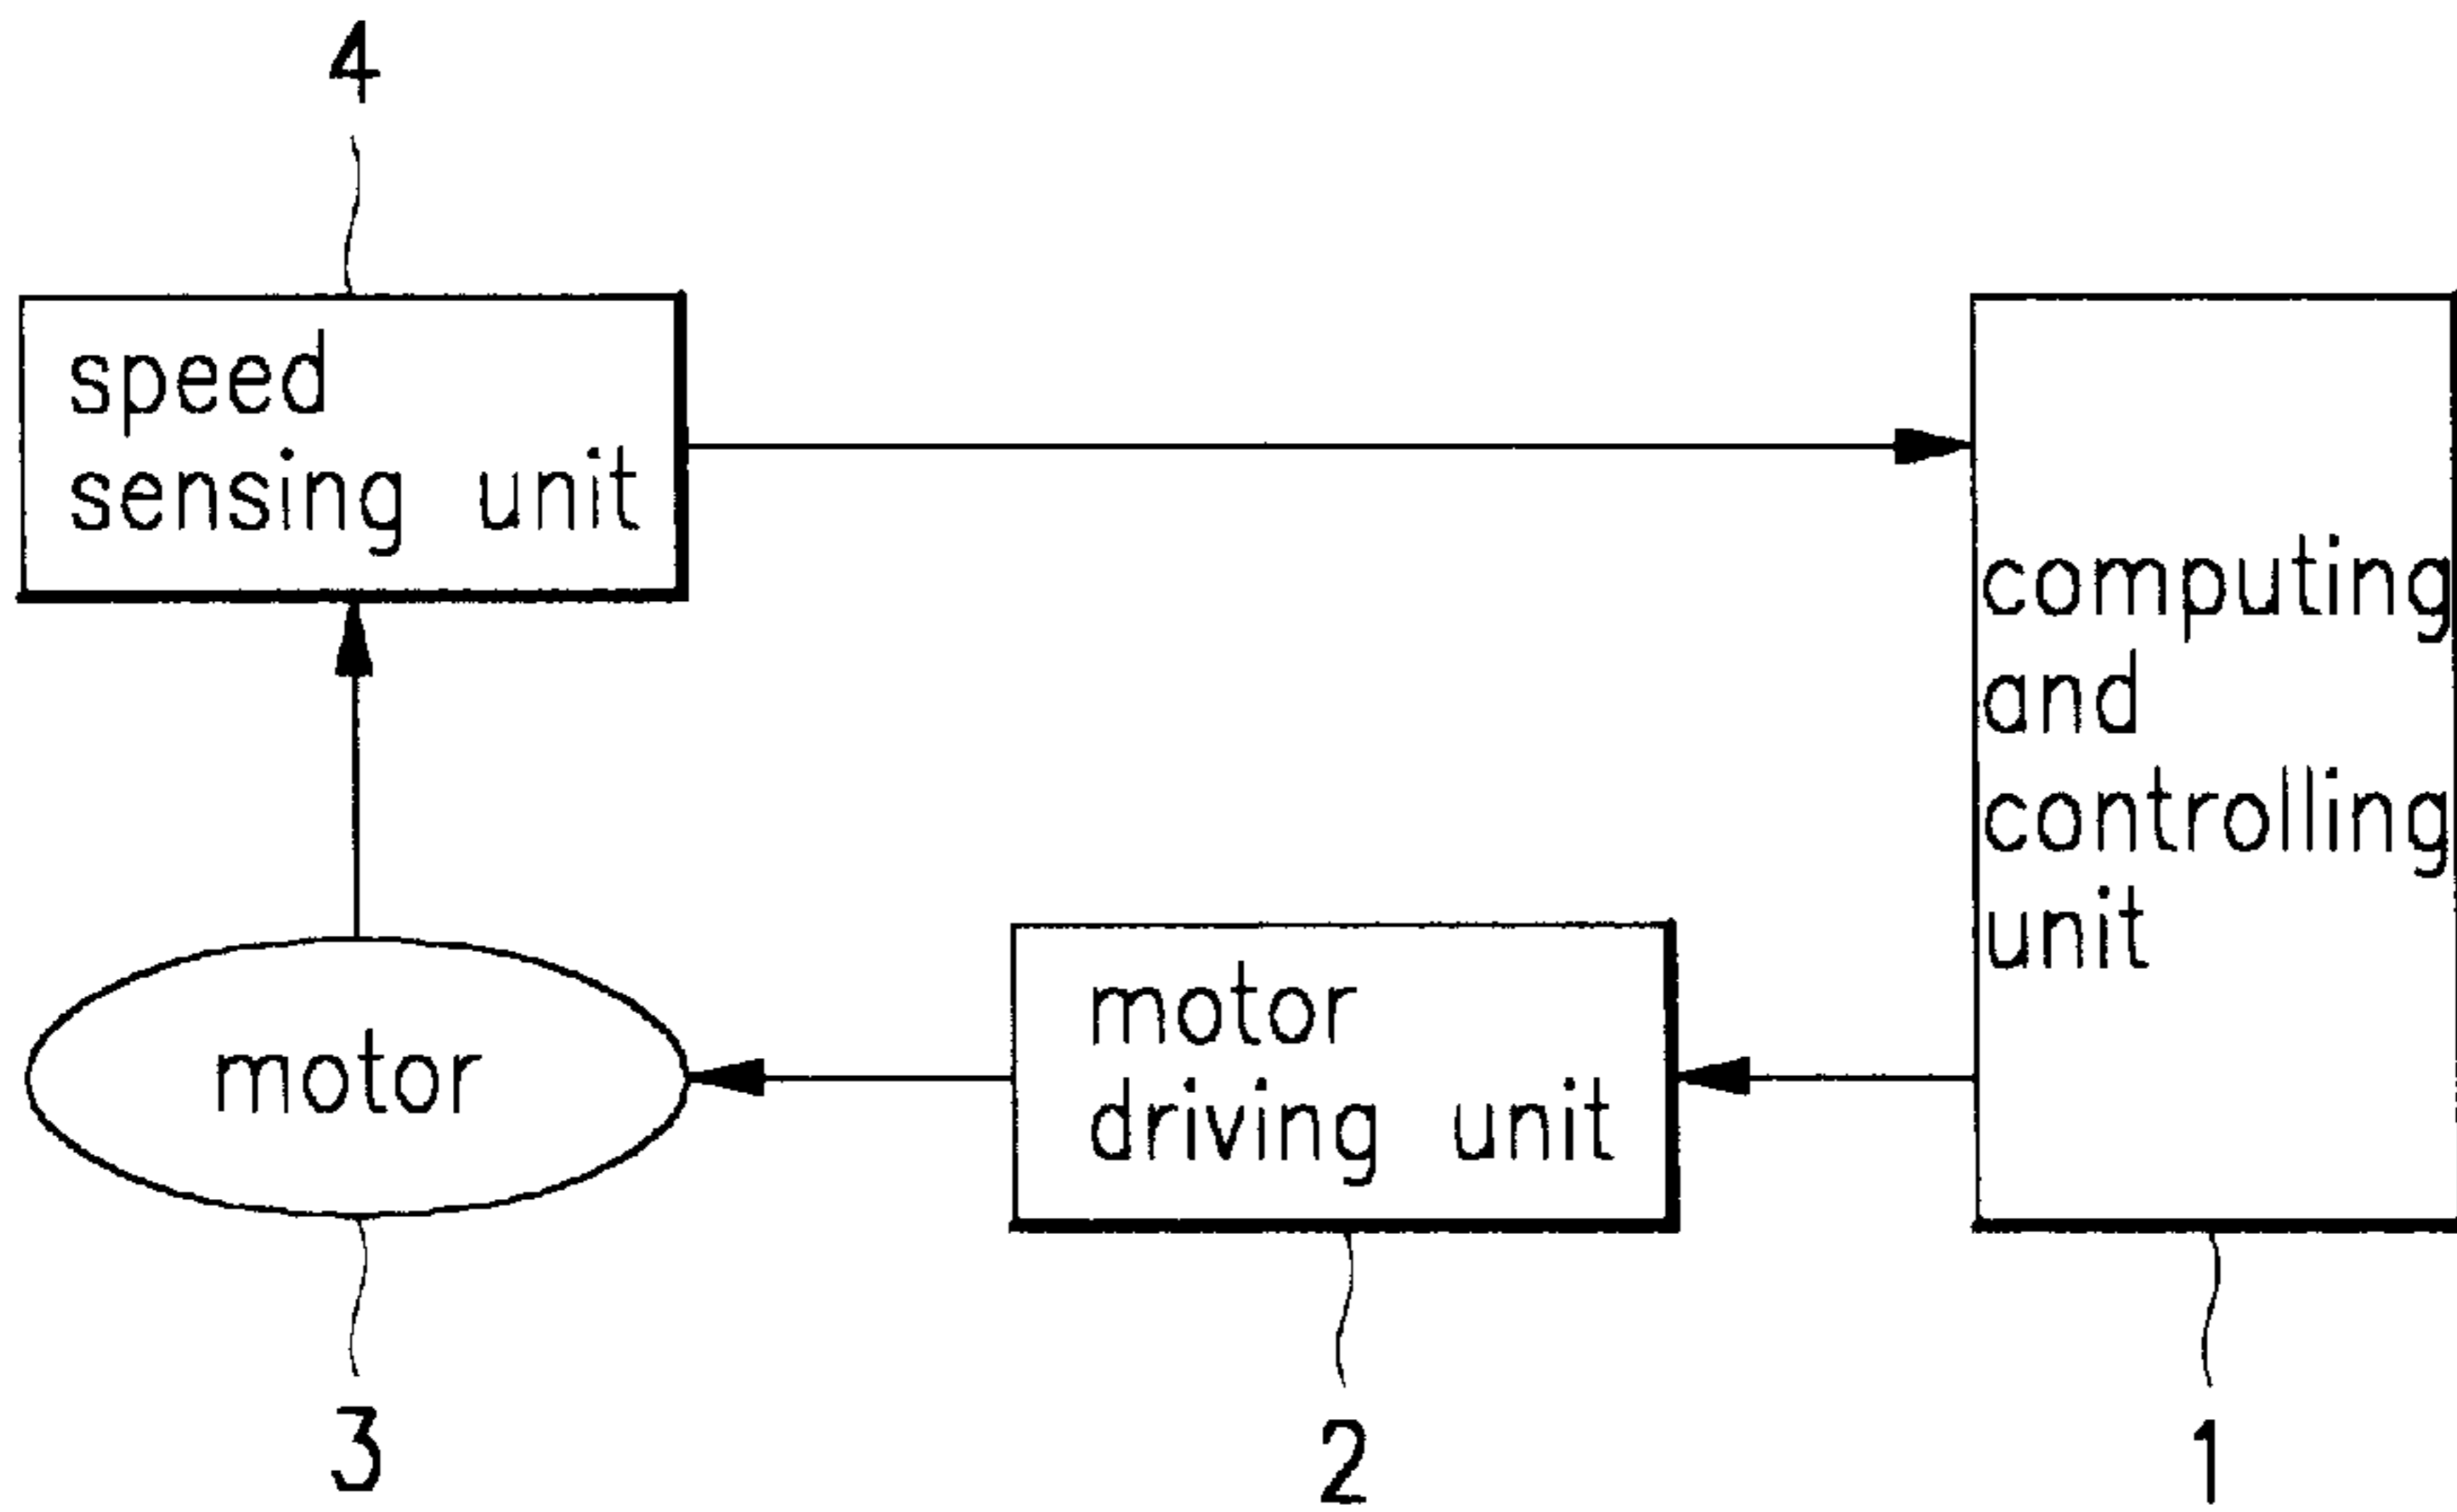 4
speed
sensing unit
computing
and
controlling
unit
motor
driving unit
motor
3
2
1